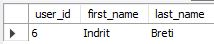 user_id first_name last_name
6 Indrit Breti